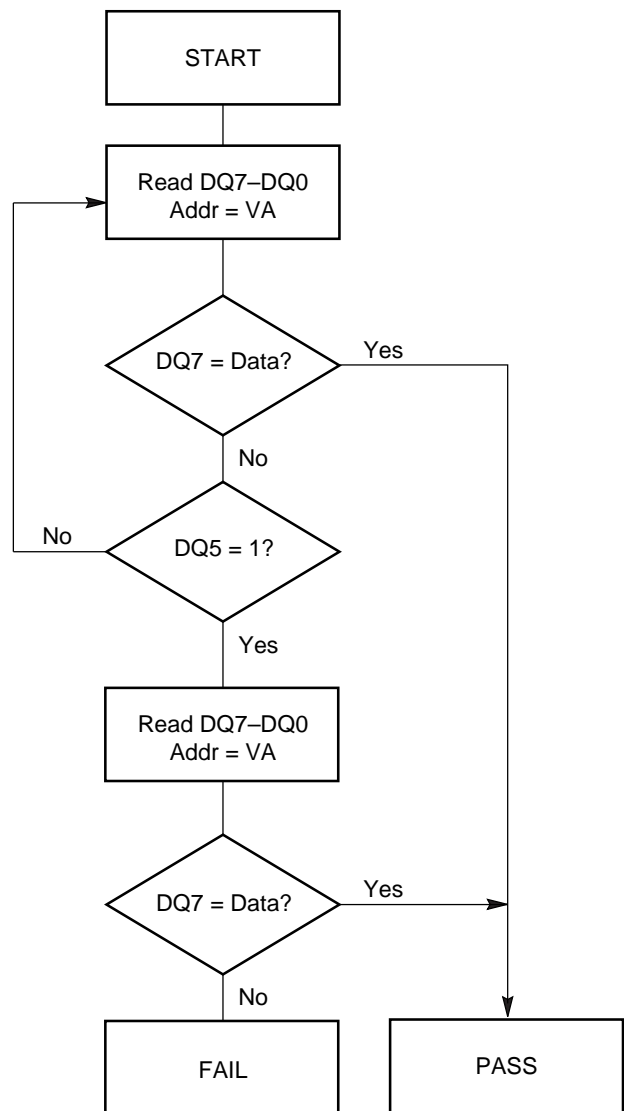 START
Read DQ7–DQ0
Addr = VA
DQ7 = Data?
Yes
No
No
DQ5 = 1?
Yes
Read DQ7–DQ0
Addr = VA
DQ7 = Data?
Yes
No
FAIL
PASS